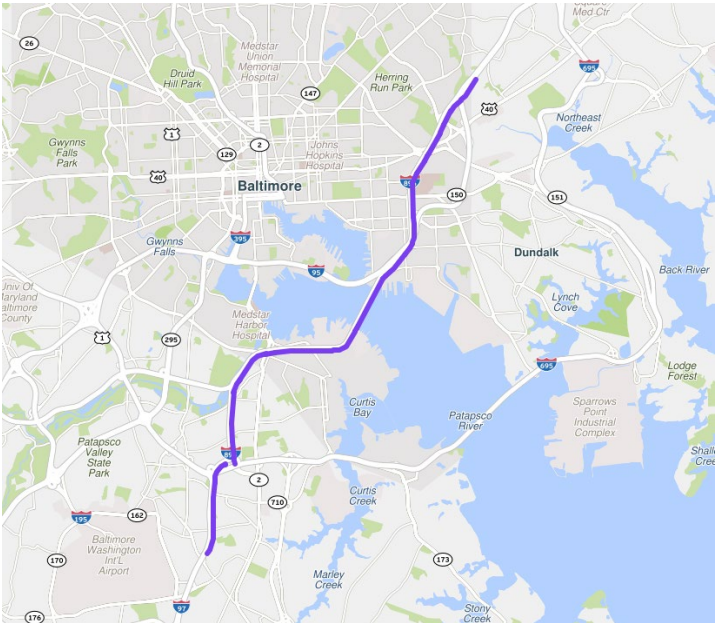 Square
Med Ctr
26
Medstar
Union
Memorial
Hospital
695
Druid
Hill Park
Herring
Run Park
147
40
Northeast
Creek
Gwynns
Falls
Park
1
2
Johns
Hopkins
Hospital
129
40
Baltimore
150
151
Gwynns
Falls
395
Dundalk
95
Back River
Univ Of
Maryland
Baltimore
County
Lynch
Cove
Medstar
Harbor
Hospital
1
295
695
Lodge
Forest
Curtis
Bay
Patapsco
River
Sparrows
Point
Industrial
Complex
Patapsco
Valley
State
Park
2
Curtis
Creek
710
195
162
Baltimore
Washington
Int'L
Airport
170
173
Marley
Creek
97
Stony
Creek
176